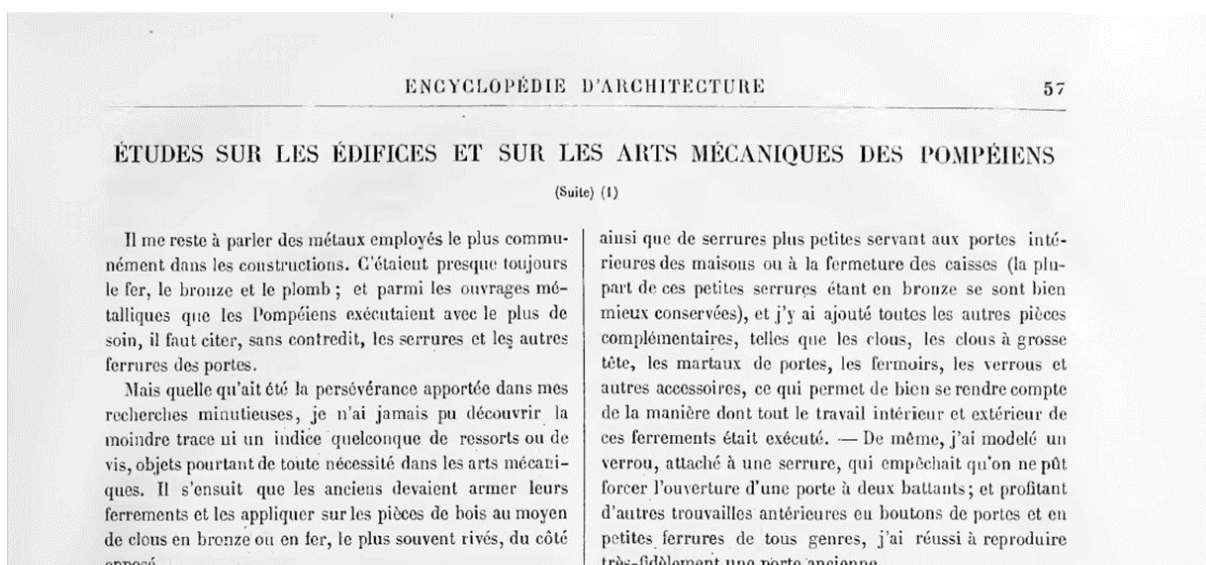 ENCYCLOPÉDIE D'ARCHITECTURE 57
ÉTUDES SUR LES ÉDIFICES ET SUR LES ARTS MÉCANIQUES DES POMPÉIENS
(Suite) (1)
Il me reste à parler des métaux employés le plus commu-
nément dans les constructions. C'étaient presque toujours
le fer, le bronze et le plomb ; et parmi les ouvrages mé-
talliques que les Pompéiens exécutaient avec le plus de
soin, il faut citer, sans contredit, les serrures et les autres
ferrures des portes.
Mais quelle qu'ait été la persévérance apportée dans mes
recherches minutieuses, je n'ai jamais pu découvrir la
moindre trace ni un indice quelconque de ressorts ou de
vis, objets pourtant de toute nécessité dans les arts mécani-
ques. Il s'ensuit que les anciens devaient armer leurs
ferrements et les appliquer sur les pièces de bois au moyen
de clous en bronze ou en fer, le plus souvent rivés, du côté
opposé.
ainsi que de serrures plus petites servant aux portes inté-
rieures des maisons ou à la fermeture des caisses (la plu-
part de ces petites serrures étant en bronze se sont bien
mieux conservées), et j'y ai ajouté toutes les autres pièces
complémentaires, telles que les clous, les clous à grosse
tête, les martaux de portes, les fermoirs, les verrous et
autres accessoires, ce qui permet de bien se rendre compte
de la manière dont tout le travail intérieur et extérieur de
ces ferrements était exécuté. — De même, j'ai modelé un
verrou, attaché à une serrure, qui empêchait qu'on ne pût
forcer l'ouverture d'une porte à deux battants ; et profitant
d'autres trouvailles antérieures en boutons de portes et en
petites ferrures de tous genres, j'ai réussi à reproduire
très-fidèlement une porte ancienne